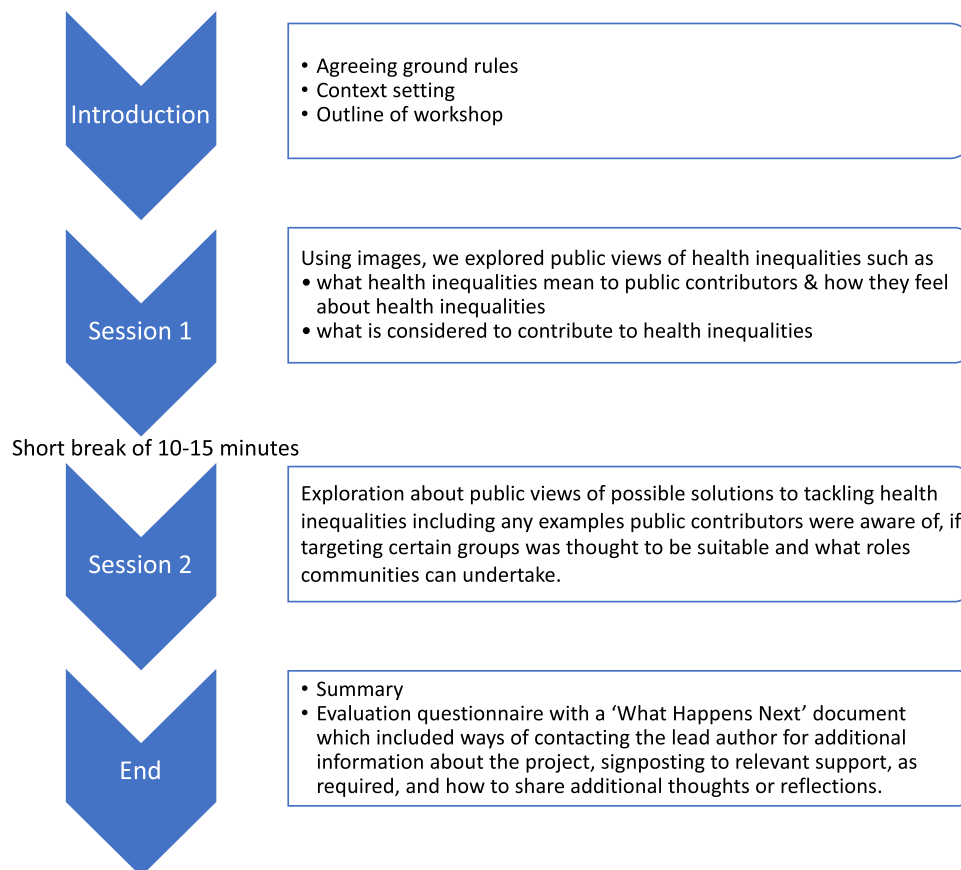 Introduction
• Agreeing ground rules
• Context setting
• Outline of workshop
Session 1
Using images, we explored public views of health inequalities such as
• what health inequalities mean to public contributors & how they feel
about health inequalities
• what is considered to contribute to health inequalities
Short break of 10-15 minutes
Session 2
Exploration about public views of possible solutions to tackling health
inequalities including any examples public contributors were aware of, if
targeting certain groups was thought to be suitable and what roles
communities can undertake.
End
• Summary
• Evaluation questionnaire with a ‘What Happens Next’ document
which included ways of contacting the lead author for additional
information about the project, signposting to relevant support, as
required, and how to share additional thoughts or reflections.